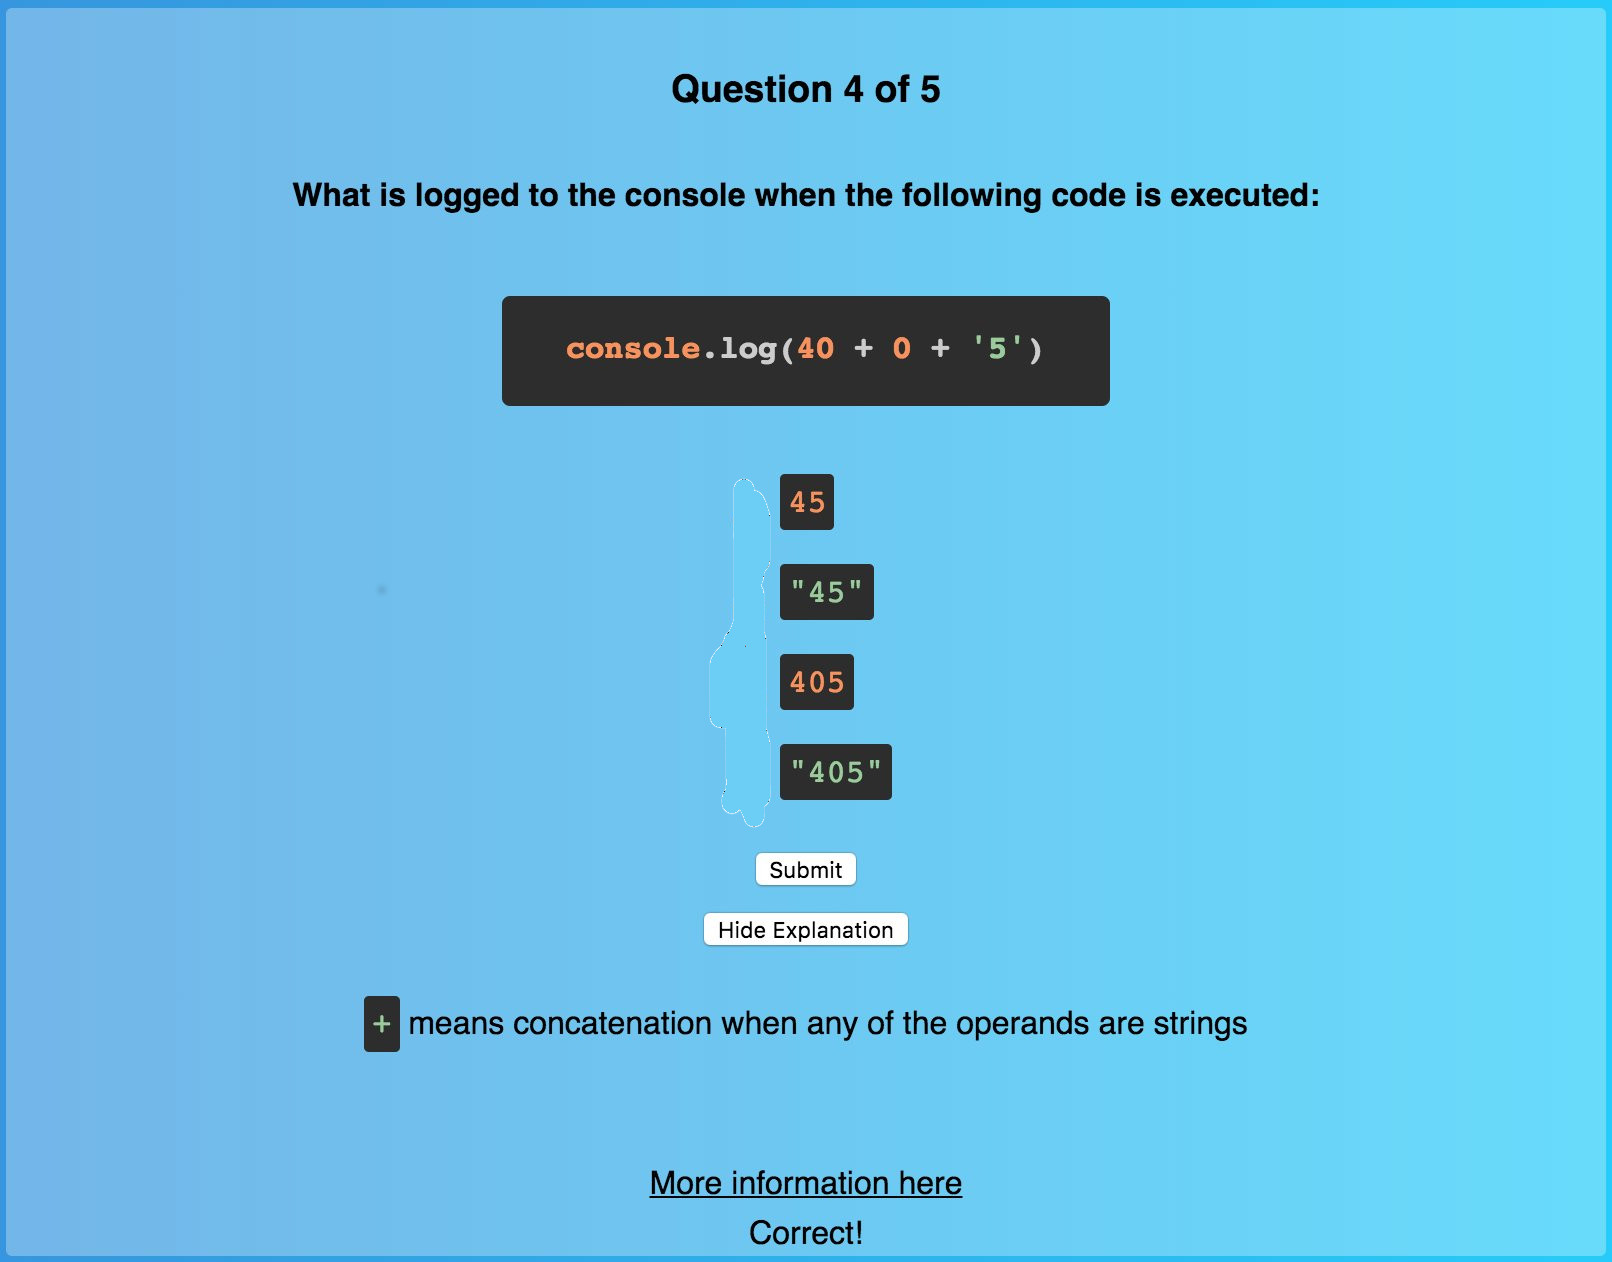 Question 4 of 5
What is logged to the console when the following code is executed:
console.log(40 + 0 + '5')
45
"45"
405
"405"
Submit
Hide Explanation
+ means concatenation when any of the operands are strings
More information here
Correct!